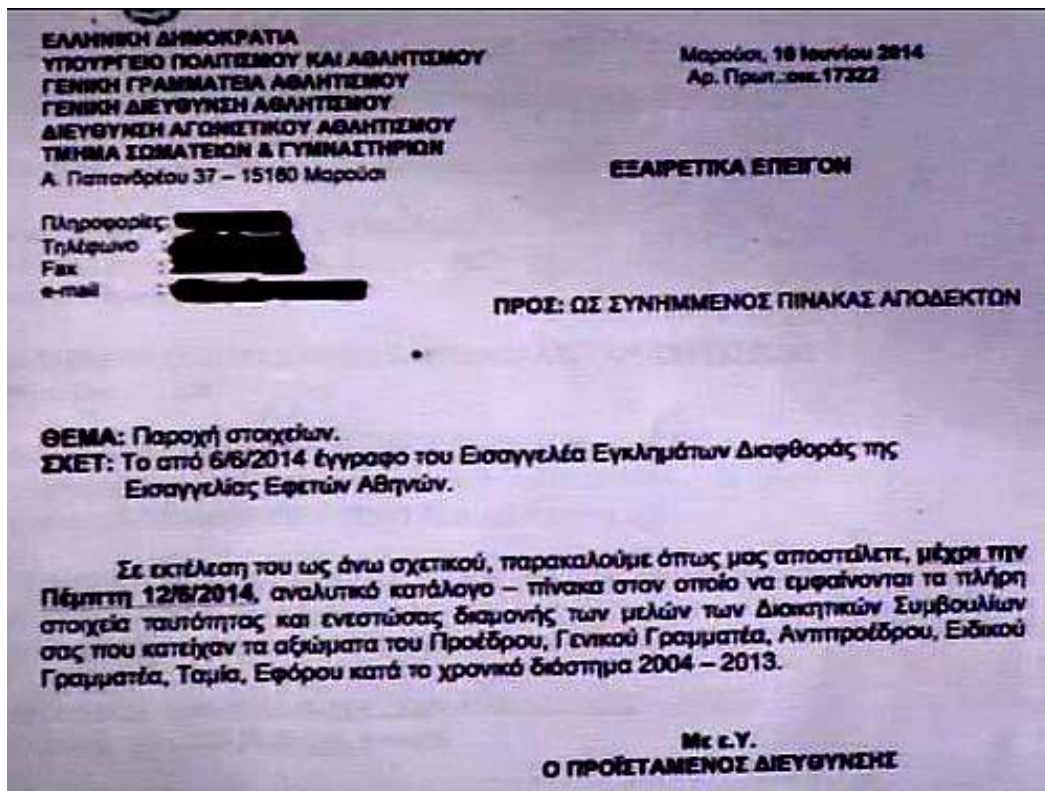 ΕΛΛΗΝΙΚΗ ΔΗΜΟΚΡΑΤΙΑ
ΥΠΟΥΡΓΕΙΟ ΠΟΛΙΤΙΣΜΟΥ ΚΑΙ ΑΘΛΗΤΙΣΜΟΥ
ΓΕΝΙΚΗ ΓΡΑΜΜΑΤΕΙΑ ΑΘΛΗΤΙΣΜΟΥ
ΓΕΝΙΚΗ ΔΙΕΥΘΥΝΣΗ ΑΘΛΗΤΙΣΜΟΥ
ΔΙΕΥΘΥΝΣΗ ΑΓΩΝΙΣΤΙΚΟΥ ΑΘΛΗΤΙΣΜΟΥ
ΤΜΗΜΑ ΣΩΜΑΤΕΙΩΝ & ΓΥΜΝΑΣΤΗΡΙΩΝ
Α. Παπανδρέου 37 – 15180 Μαρούσι
Μαρούσι, 10 Ιουνίου 2014
Αρ. Πρωτ.:οικ.17322
ΕΞΑΙΡΕΤΙΚΑ ΕΠΕΙΓΟΝ
Πληροφορίες:
Τηλέφωνο :
Fax :
e-mail :
ΠΡΟΣ: ΩΣ ΣΥΝΗΜΜΕΝΟΣ ΠΙΝΑΚΑΣ ΑΠΟΔΕΚΤΩΝ
ΘΕΜΑ: Παροχή στοιχείων.
ΣΧΕΤ: Το από 6/6/2014 έγγραφο του Εισαγγελέα Εγκλημάτων Διαφθοράς της
Εισαγγελίας Εφετών Αθηνών.
Σε εκτέλεση του ως άνω σχετικού, παρακαλούμε όπως μας αποστείλετε, μέχρι την
Πέμπτη 12/6/2014, αναλυτικό κατάλογο – πίνακα στον οποίο να εμφαίνονται τα πλήρη
στοιχεία ταυτότητας και ενεστώσας διαμονής των μελών των Διοικητικών Συμβουλίων
σας που κατείχαν τα αξιώματα του Προέδρου, Γενικού Γραμματέα, Αντιπροέδρου, Ειδικού
Γραμματέα, Ταμία, Εφόρου κατά το χρονικό διάστημα 2004 – 2013.
Με ε.Υ.
Ο ΠΡΟΪΣΤΑΜΕΝΟΣ ΔΙΕΥΘΥΝΣΗΣ